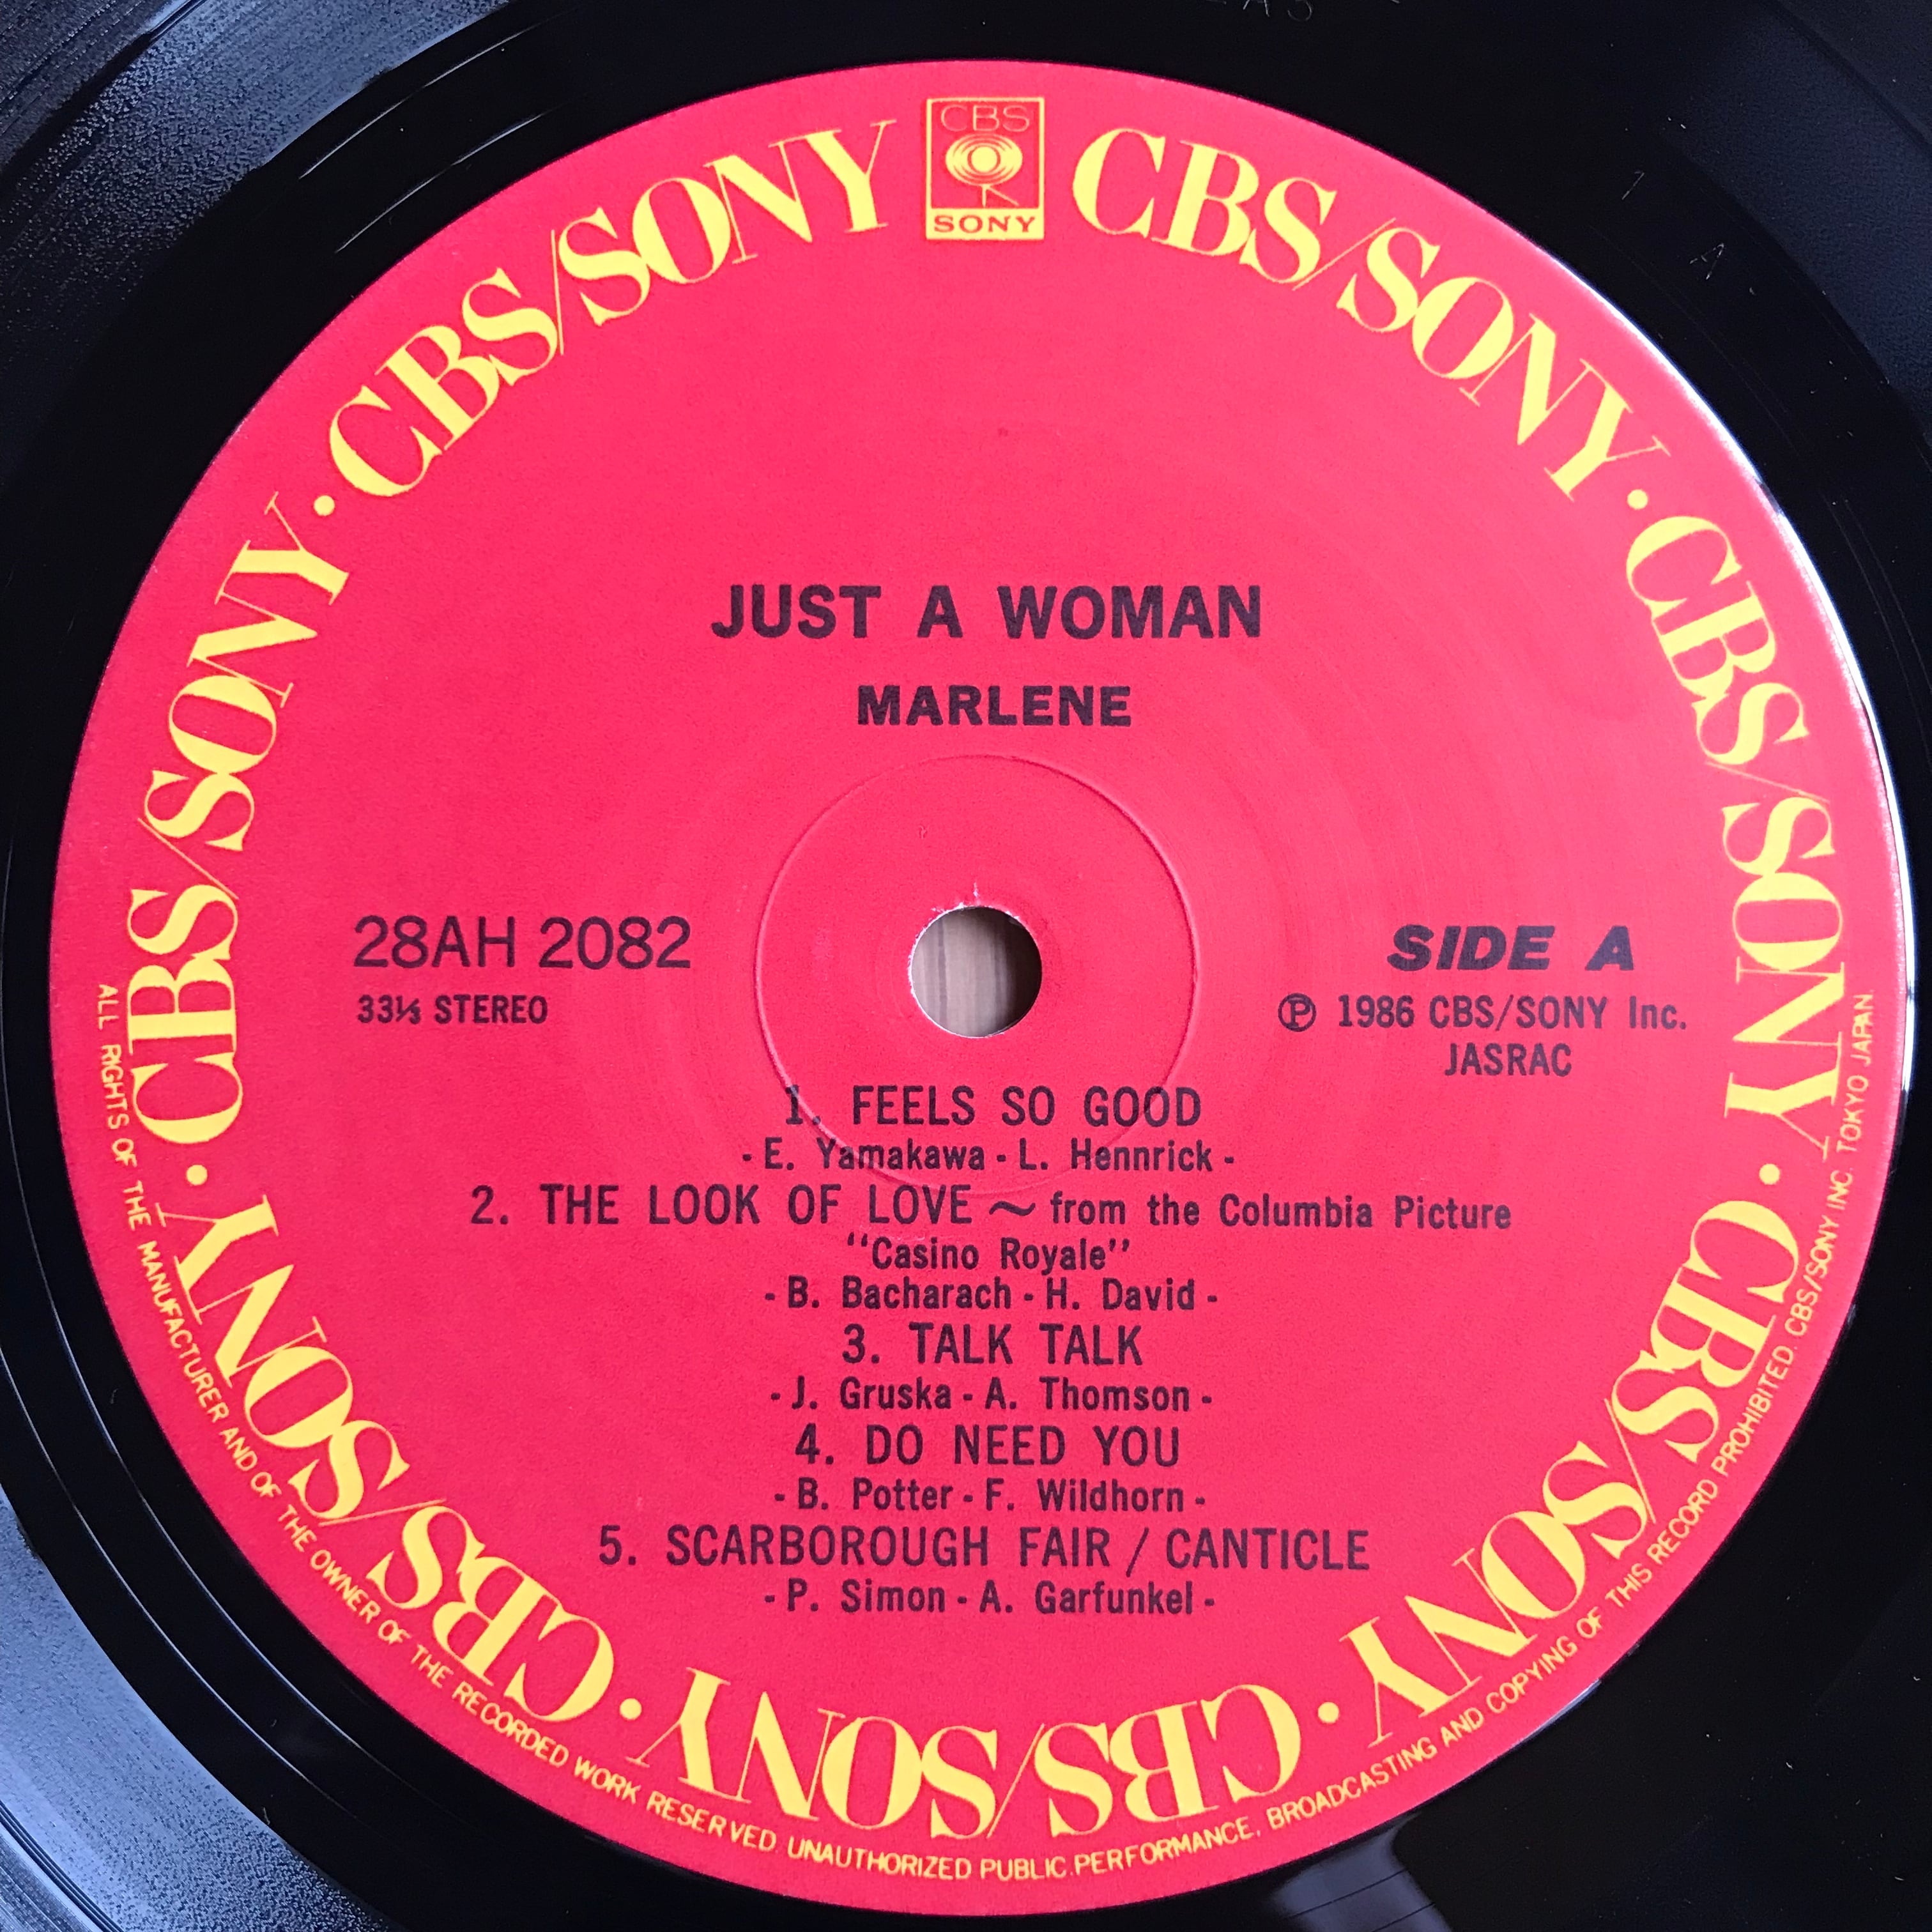 CBS
SONY
CBS/SONY · CBS/SONY · CBS/SONY · CBS/SONY · CBS/SONY · CBS/SONY · CBS/SONY
JUST A WOMAN
MARLENE
28AH 2082
33⅓ STEREO
SIDE A
℗ 1986 CBS/SONY Inc.
JASRAC
1. FEELS SO GOOD
- E. Yamakawa - L. Hennrick -
2. THE LOOK OF LOVE ~ from the Columbia Picture
“Casino Royale”
- B. Bacharach - H. David -
3. TALK TALK
- J. Gruska - A. Thomson -
4. DO NEED YOU
- B. Potter - F. Wildhorn -
5. SCARBOROUGH FAIR / CANTICLE
- P. Simon - A. Garfunkel -
ALL RIGHTS OF THE MANUFACTURER AND OF THE OWNER OF THE RECORDED WORK RESERVED UNAUTHORIZED PUBLIC PERFORMANCE, BROADCASTING AND COPYING OF THIS RECORD PROHIBITED. CBS/SONY INC. TOKYO JAPAN.